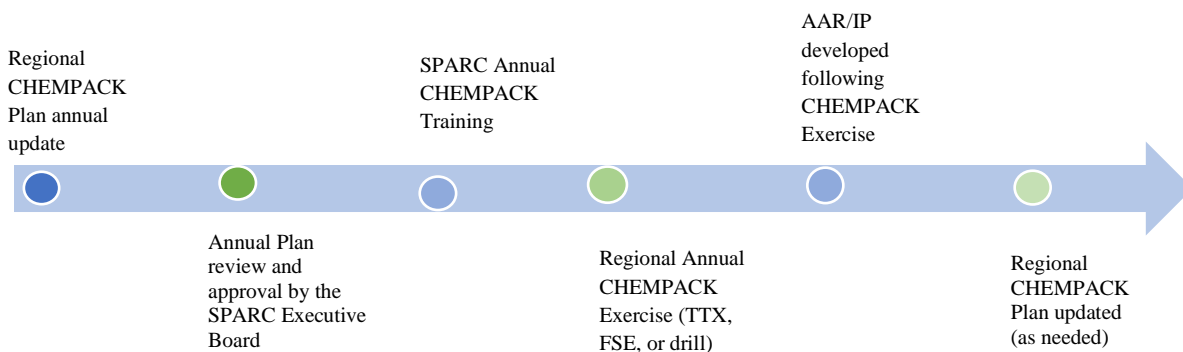 Regional
CHEMPACK
Plan annual
update
Annual Plan
review and
approval by the
SPARC Executive
Board
SPARC Annual
CHEMPACK
Training
Regional Annual
CHEMPACK
Exercise (TTX,
FSE, or drill)
AAR/IP
developed
following
CHEMPACK
Exercise
Regional
CHEMPACK
Plan updated
(as needed)